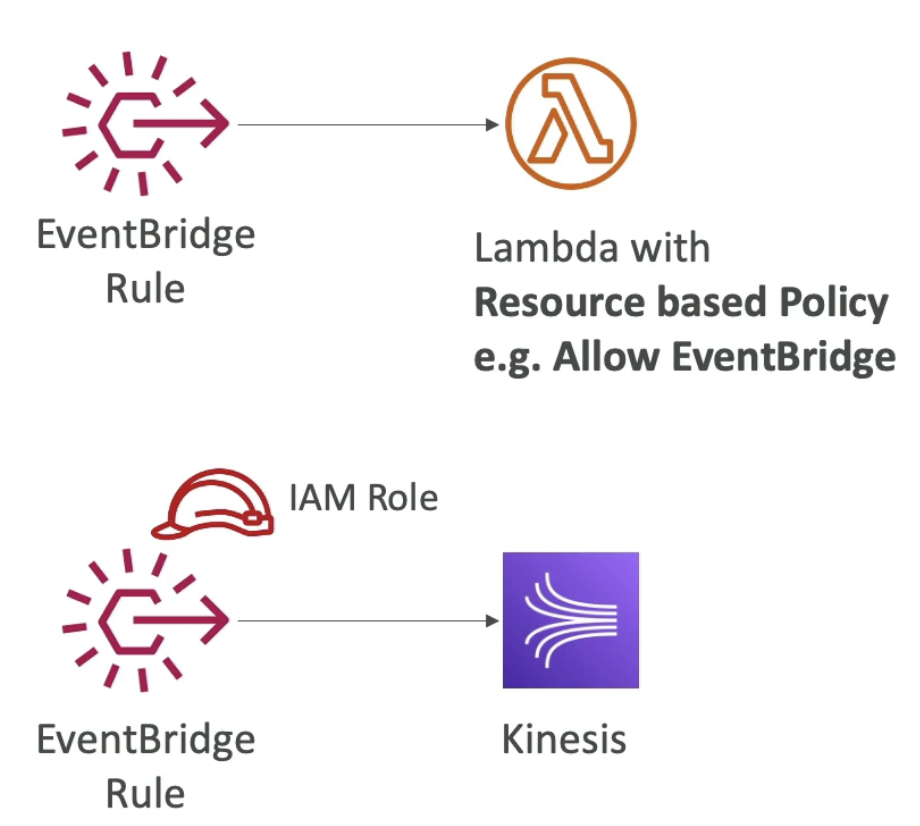 EventBridge
Rule
Lambda with
Resource based Policy
e.g. Allow EventBridge
IAM Role
EventBridge
Rule
Kinesis